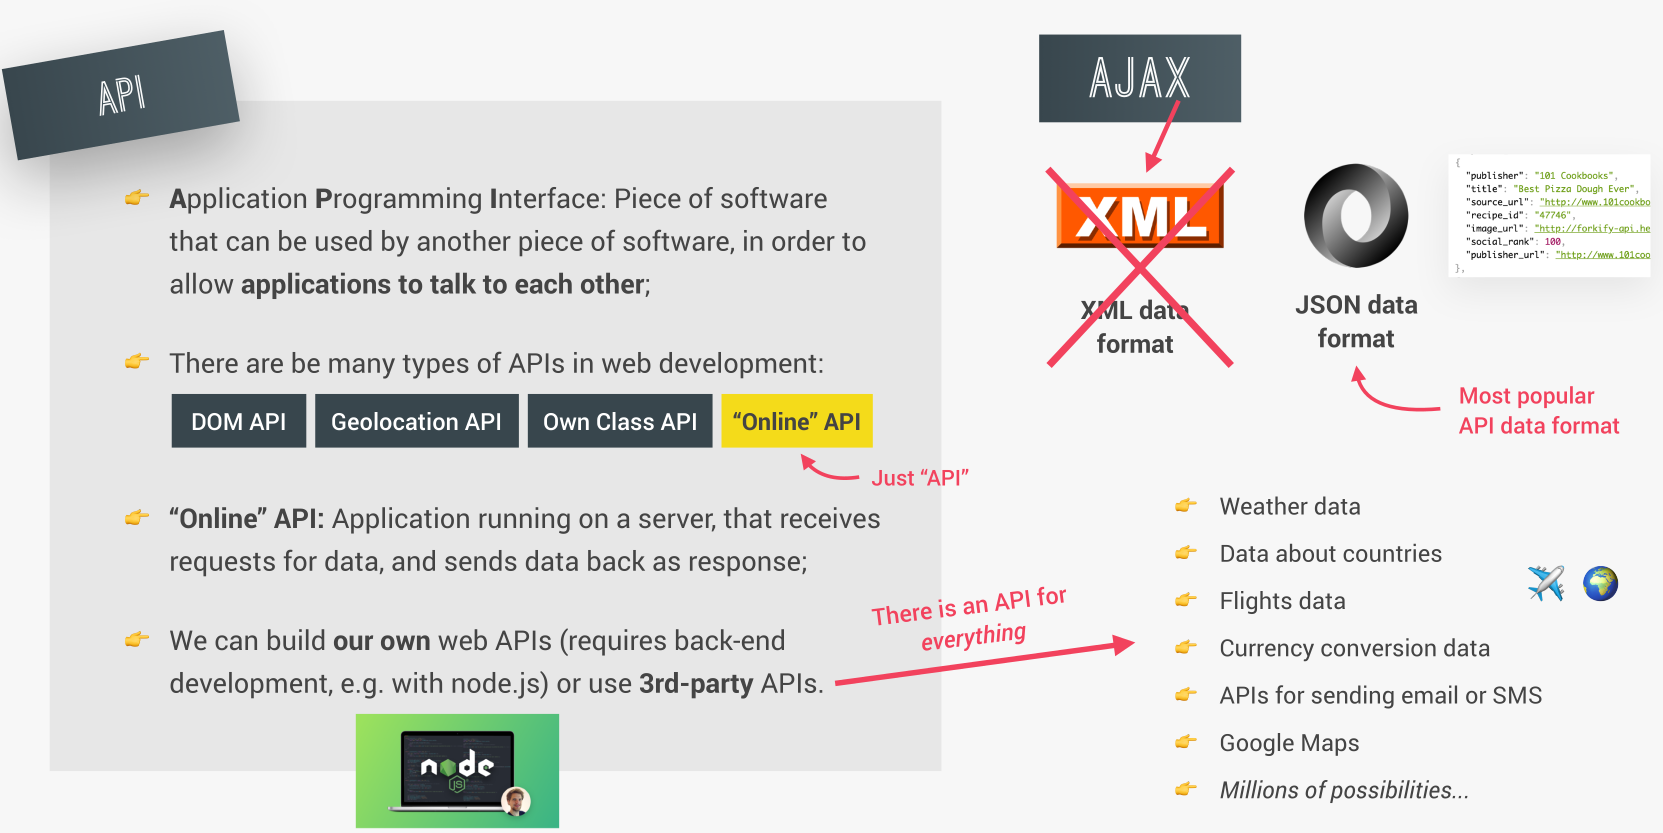 API
Application Programming Interface: Piece of software
that can be used by another piece of software, in order to
allow applications to talk to each other;
There are be many types of APIs in web development:
DOM API
Geolocation API
Own Class API
“Online” API
Just “API”
“Online” API: Application running on a server, that receives
requests for data, and sends data back as response;
We can build our own web APIs (requires back-end
development, e.g. with node.js) or use 3rd-party APIs.
node
JS
There is an API for
everything
AJAX
XML
XML data
format
JSON data
format
{
"publisher": "101 Cookbooks",
"title": "Best Pizza Dough Ever",
"source_url": "http://www.101cookbo
"recipe_id": "47746",
"image_url": "http://forkify-api.he
"social_rank": 100,
"publisher_url": "http://www.101coo
},
Most popular
API data format
Weather data
Data about countries
Flights data
Currency conversion data
APIs for sending email or SMS
Google Maps
Millions of possibilities...